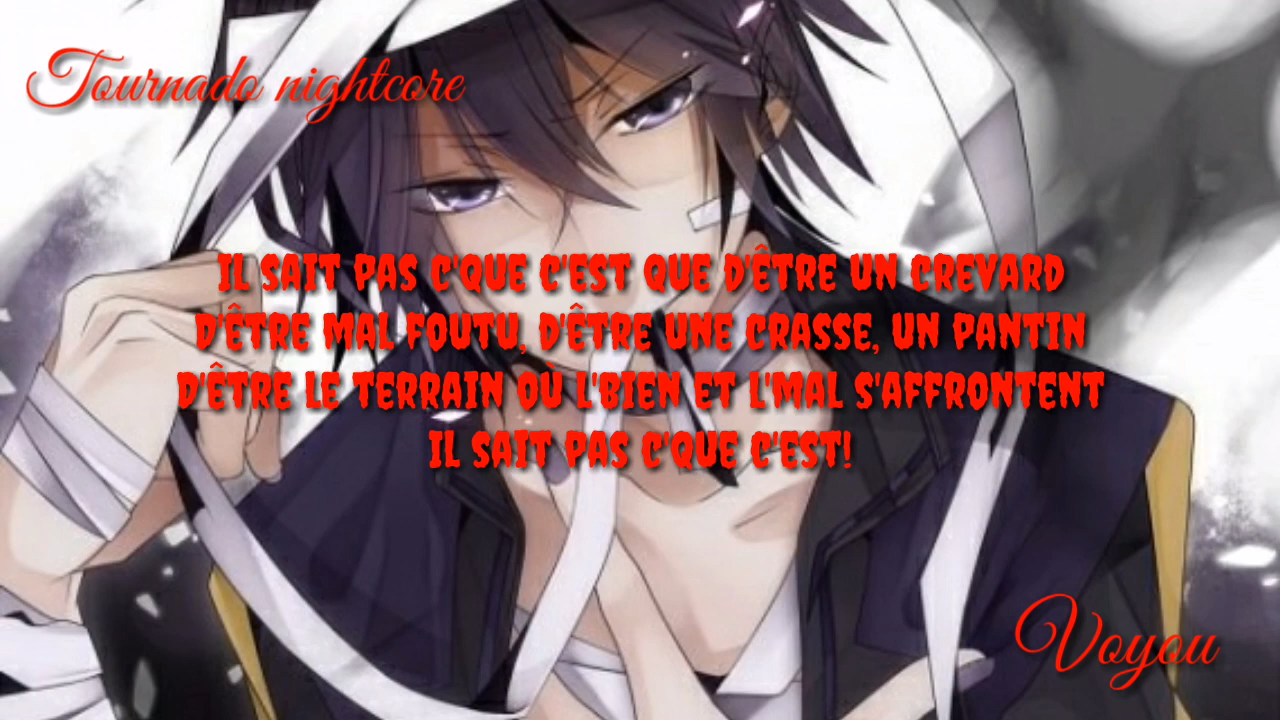 Tournado nightcore
IL SAIT PAS C'QUE C'EST QUE D'ÊTRE UN CREVARD
D'ÊTRE MAL FOUTU, D'ÊTRE UNE CRASSE, UN PANTIN
D'ÊTRE LE TERRAIN OÙ L'BIEN ET L'MAL S'AFFRONTENT
IL SAIT PAS C'QUE C'EST!
Voyou